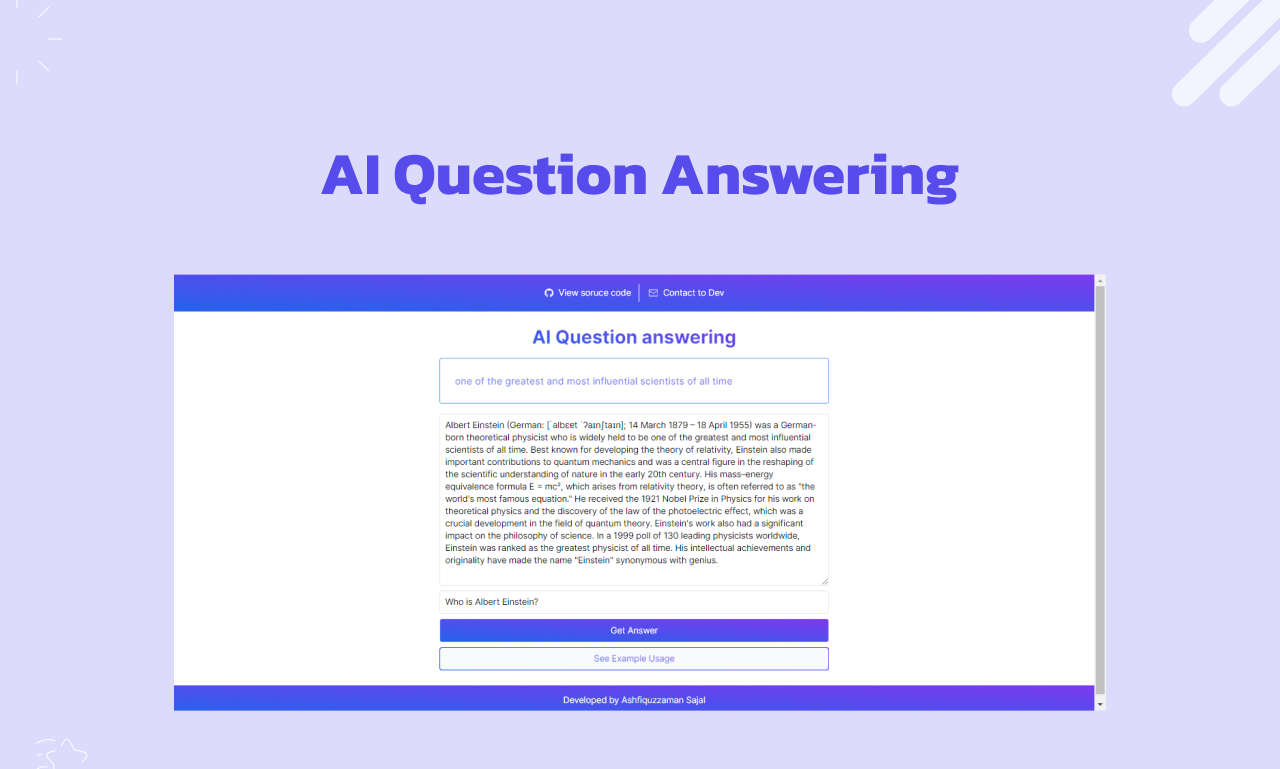 AI Question Answering
View soruce code
Contact to Dev
AI Question answering
one of the greatest and most influential scientists of all time
Albert Einstein (German: [ˈalbɛɐt ˈʔaɪnʃtaɪn]; 14 March 1879 – 18 April 1955) was a German-
born theoretical physicist who is widely held to be one of the greatest and most influential
scientists of all time. Best known for developing the theory of relativity, Einstein also made
important contributions to quantum mechanics and was a central figure in the reshaping of
the scientific understanding of nature in the early 20th century. His mass–energy
equivalence formula E = mc², which arises from relativity theory, is often referred to as "the
world's most famous equation." He received the 1921 Nobel Prize in Physics for his work on
theoretical physics and the discovery of the law of the photoelectric effect, which was a
crucial development in the field of quantum theory. Einstein's work also had a significant
impact on the philosophy of science. In a 1999 poll of 130 leading physicists worldwide,
Einstein was ranked as the greatest physicist of all time. His intellectual achievements and
originality have made the name "Einstein" synonymous with genius.
Who is Albert Einstein?
Get Answer
See Example Usage
Developed by Ashfiquzzaman Sajal